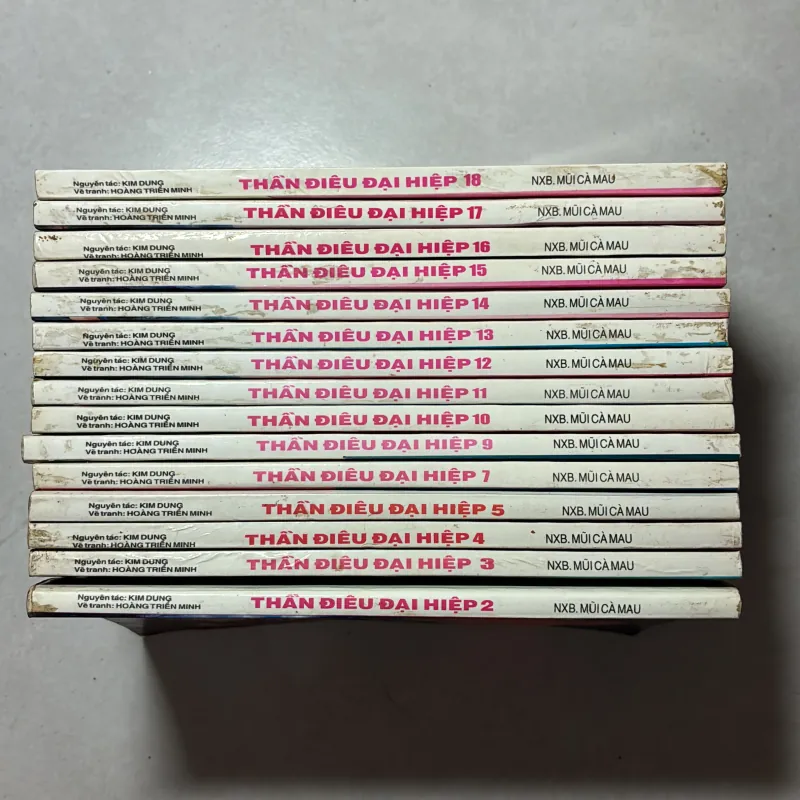 Nguyên tác: KIM DUNG
Vẽ tranh: HOÀNG TRIỂN MINH
THẦN ĐIÊU ĐẠI HIỆP 18
NXB. MŨI CÀ MAU
Nguyên tác: KIM DUNG
Vẽ tranh: HOÀNG TRIỂN MINH
THẦN ĐIÊU ĐẠI HIỆP 17
NXB. MŨI CÀ MAU
Nguyên tác: KIM DUNG
Vẽ tranh: HOÀNG TRIỂN MINH
THẦN ĐIÊU ĐẠI HIỆP 16
NXB. MŨI CÀ MAU
Nguyên tác: KIM DUNG
Vẽ tranh: HOÀNG TRIỂN MINH
THẦN ĐIÊU ĐẠI HIỆP 15
NXB. MŨI CÀ MAU
Nguyên tác: KIM DUNG
Vẽ tranh: HOÀNG TRIỂN MINH
THẦN ĐIÊU ĐẠI HIỆP 14
NXB. MŨI CÀ MAU
Nguyên tác: KIM DUNG
Vẽ tranh: HOÀNG TRIỂN MINH
THẦN ĐIÊU ĐẠI HIỆP 13
NXB. MŨI CÀ MAU
Nguyên tác: KIM DUNG
Vẽ tranh: HOÀNG TRIỂN MINH
THẦN ĐIÊU ĐẠI HIỆP 12
NXB. MŨI CÀ MAU
Nguyên tác: KIM DUNG
Vẽ tranh: HOÀNG TRIỂN MINH
THẦN ĐIÊU ĐẠI HIỆP 11
NXB. MŨI CÀ MAU
Nguyên tác: KIM DUNG
Vẽ tranh: HOÀNG TRIỂN MINH
THẦN ĐIÊU ĐẠI HIỆP 10
NXB. MŨI CÀ MAU
Nguyên tác: KIM DUNG
Vẽ tranh: HOÀNG TRIỂN MINH
THẦN ĐIÊU ĐẠI HIỆP 9
NXB. MŨI CÀ MAU
Nguyên tác: KIM DUNG
Vẽ tranh: HOÀNG TRIỂN MINH
THẦN ĐIÊU ĐẠI HIỆP 7
NXB. MŨI CÀ MAU
Nguyên tác: KIM DUNG
Vẽ tranh: HOÀNG TRIỂN MINH
THẦN ĐIÊU ĐẠI HIỆP 5
NXB. MŨI CÀ MAU
Nguyên tác: KIM DUNG
Vẽ tranh: HOÀNG TRIỂN MINH
THẦN ĐIÊU ĐẠI HIỆP 4
NXB. MŨI CÀ MAU
Nguyên tác: KIM DUNG
Vẽ tranh: HOÀNG TRIỂN MINH
THẦN ĐIÊU ĐẠI HIỆP 3
NXB. MŨI CÀ MAU
Nguyên tác: KIM DUNG
Vẽ tranh: HOÀNG TRIỂN MINH
THẦN ĐIÊU ĐẠI HIỆP 2
NXB. MŨI CÀ MAU